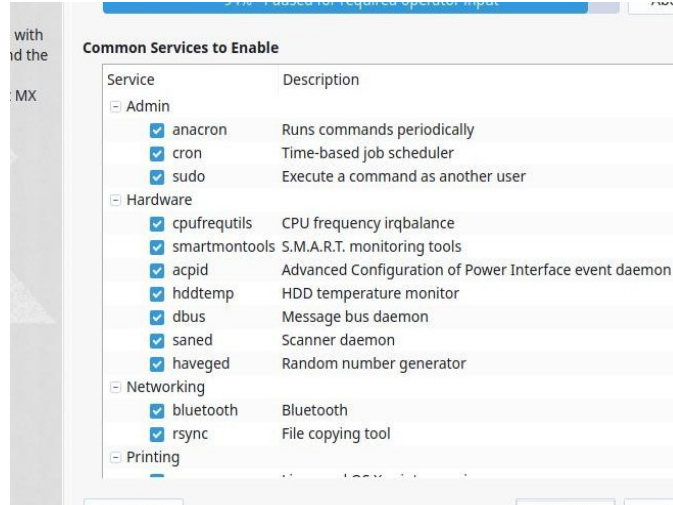 with
nd the
MX
Common Services to Enable
Service Description
Admin
anacron Runs commands periodically
cron Time-based job scheduler
sudo Execute a command as another user
Hardware
cpufrequtils CPU frequency irqbalance
smartmontools S.M.A.R.T. monitoring tools
acpid Advanced Configuration of Power Interface event daemon
hddtemp HDD temperature monitor
dbus Message bus daemon
saned Scanner daemon
haveged Random number generator
Networking
bluetooth Bluetooth
rsync File copying tool
Printing